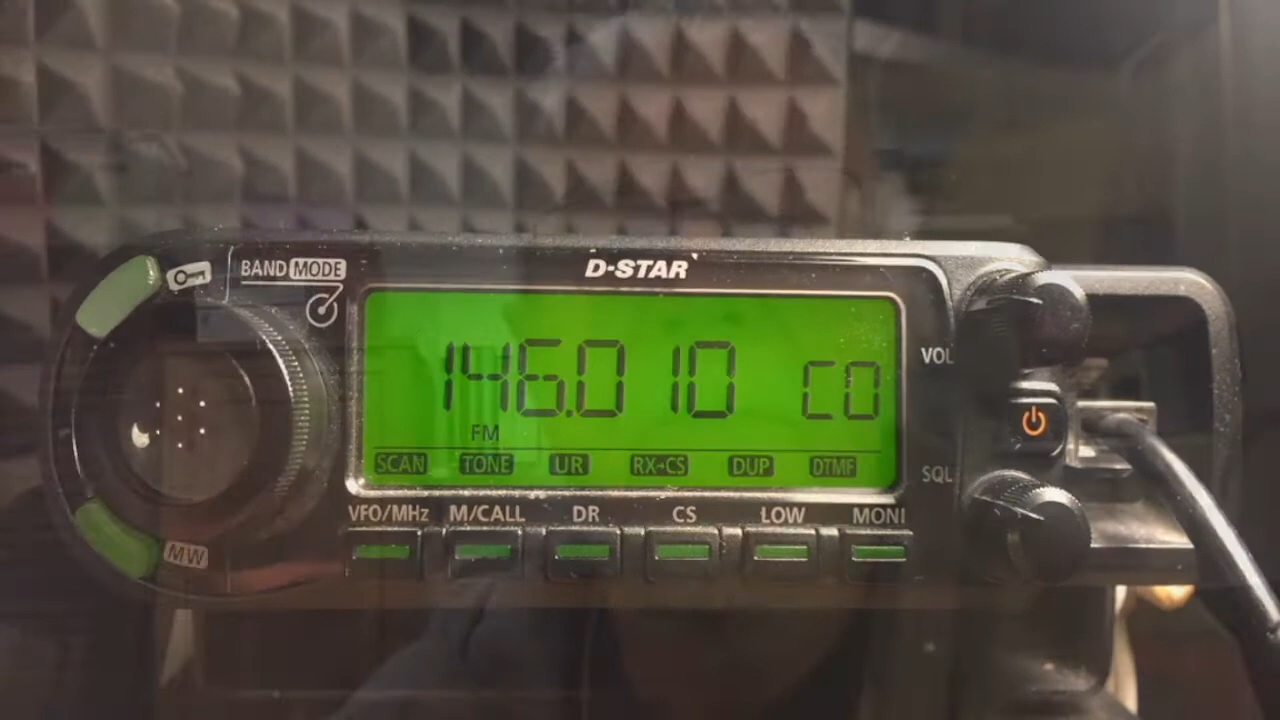 BAND MODE
D-STAR
146.010 C0
FM
SCAN TONE UR RX→CS DUP DTMF
VOL
SQL
VFO/MHz M/CALL DR CS LOW MONI
MW